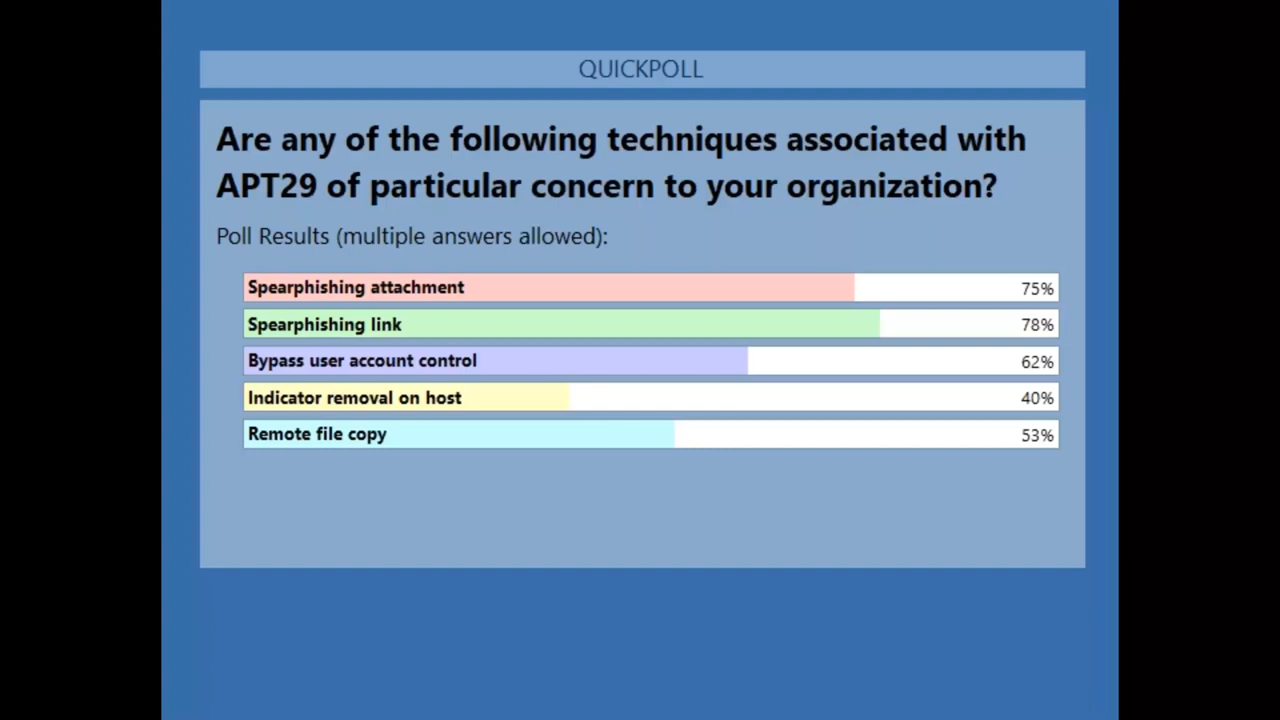 QUICKPOLL
Are any of the following techniques associated with
APT29 of particular concern to your organization?
Poll Results (multiple answers allowed):
Spearphishing attachment 75%
Spearphishing link 78%
Bypass user account control 62%
Indicator removal on host 40%
Remote file copy 53%